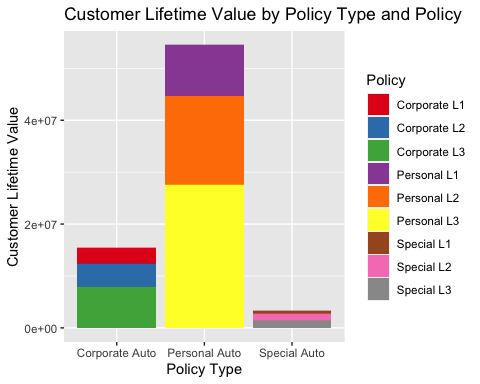 Customer Lifetime Value by Policy Type and Policy
Customer Lifetime Value
4e+07
2e+07
0e+00
Corporate Auto
Personal Auto
Special Auto
Policy Type
Policy
Corporate L1
Corporate L2
Corporate L3
Personal L1
Personal L2
Personal L3
Special L1
Special L2
Special L3